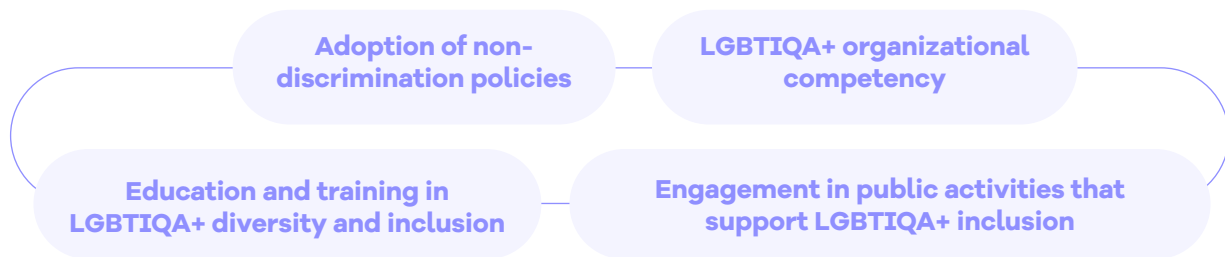 Adoption of non-
discrimination policies
LGBTIQA+ organizational
competency
Education and training in
LGBTIQA+ diversity and inclusion
Engagement in public activities that
support LGBTIQA+ inclusion